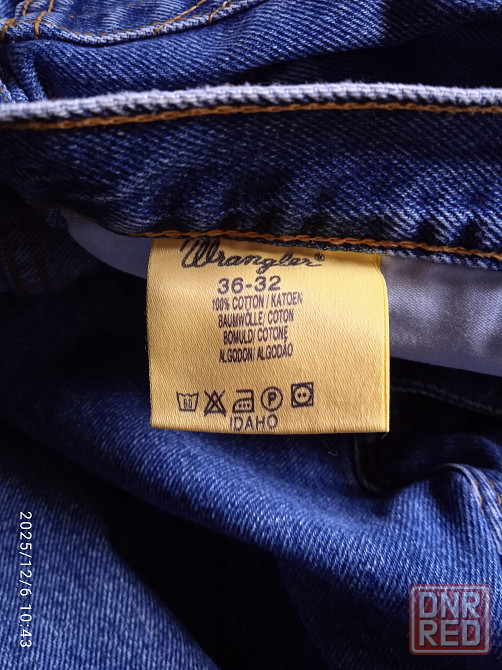 Wrangler®
36-32
100% COTTON / KATOEN
BAUMWOLLE/ COTON
BOMULD/ COTONE
ALGODON/ ALGODÃO
60 P
IDAHO
2025/12/6 10:43
DNR
RED